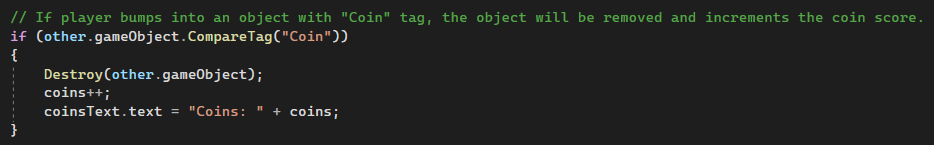 // If player bumps into an object with "Coin" tag, the object will be removed and increments the coin score.
if (other.gameObject.CompareTag("Coin"))
{
    Destroy(other.gameObject);
    coins++;
    coinsText.text = "Coins: " + coins;
}